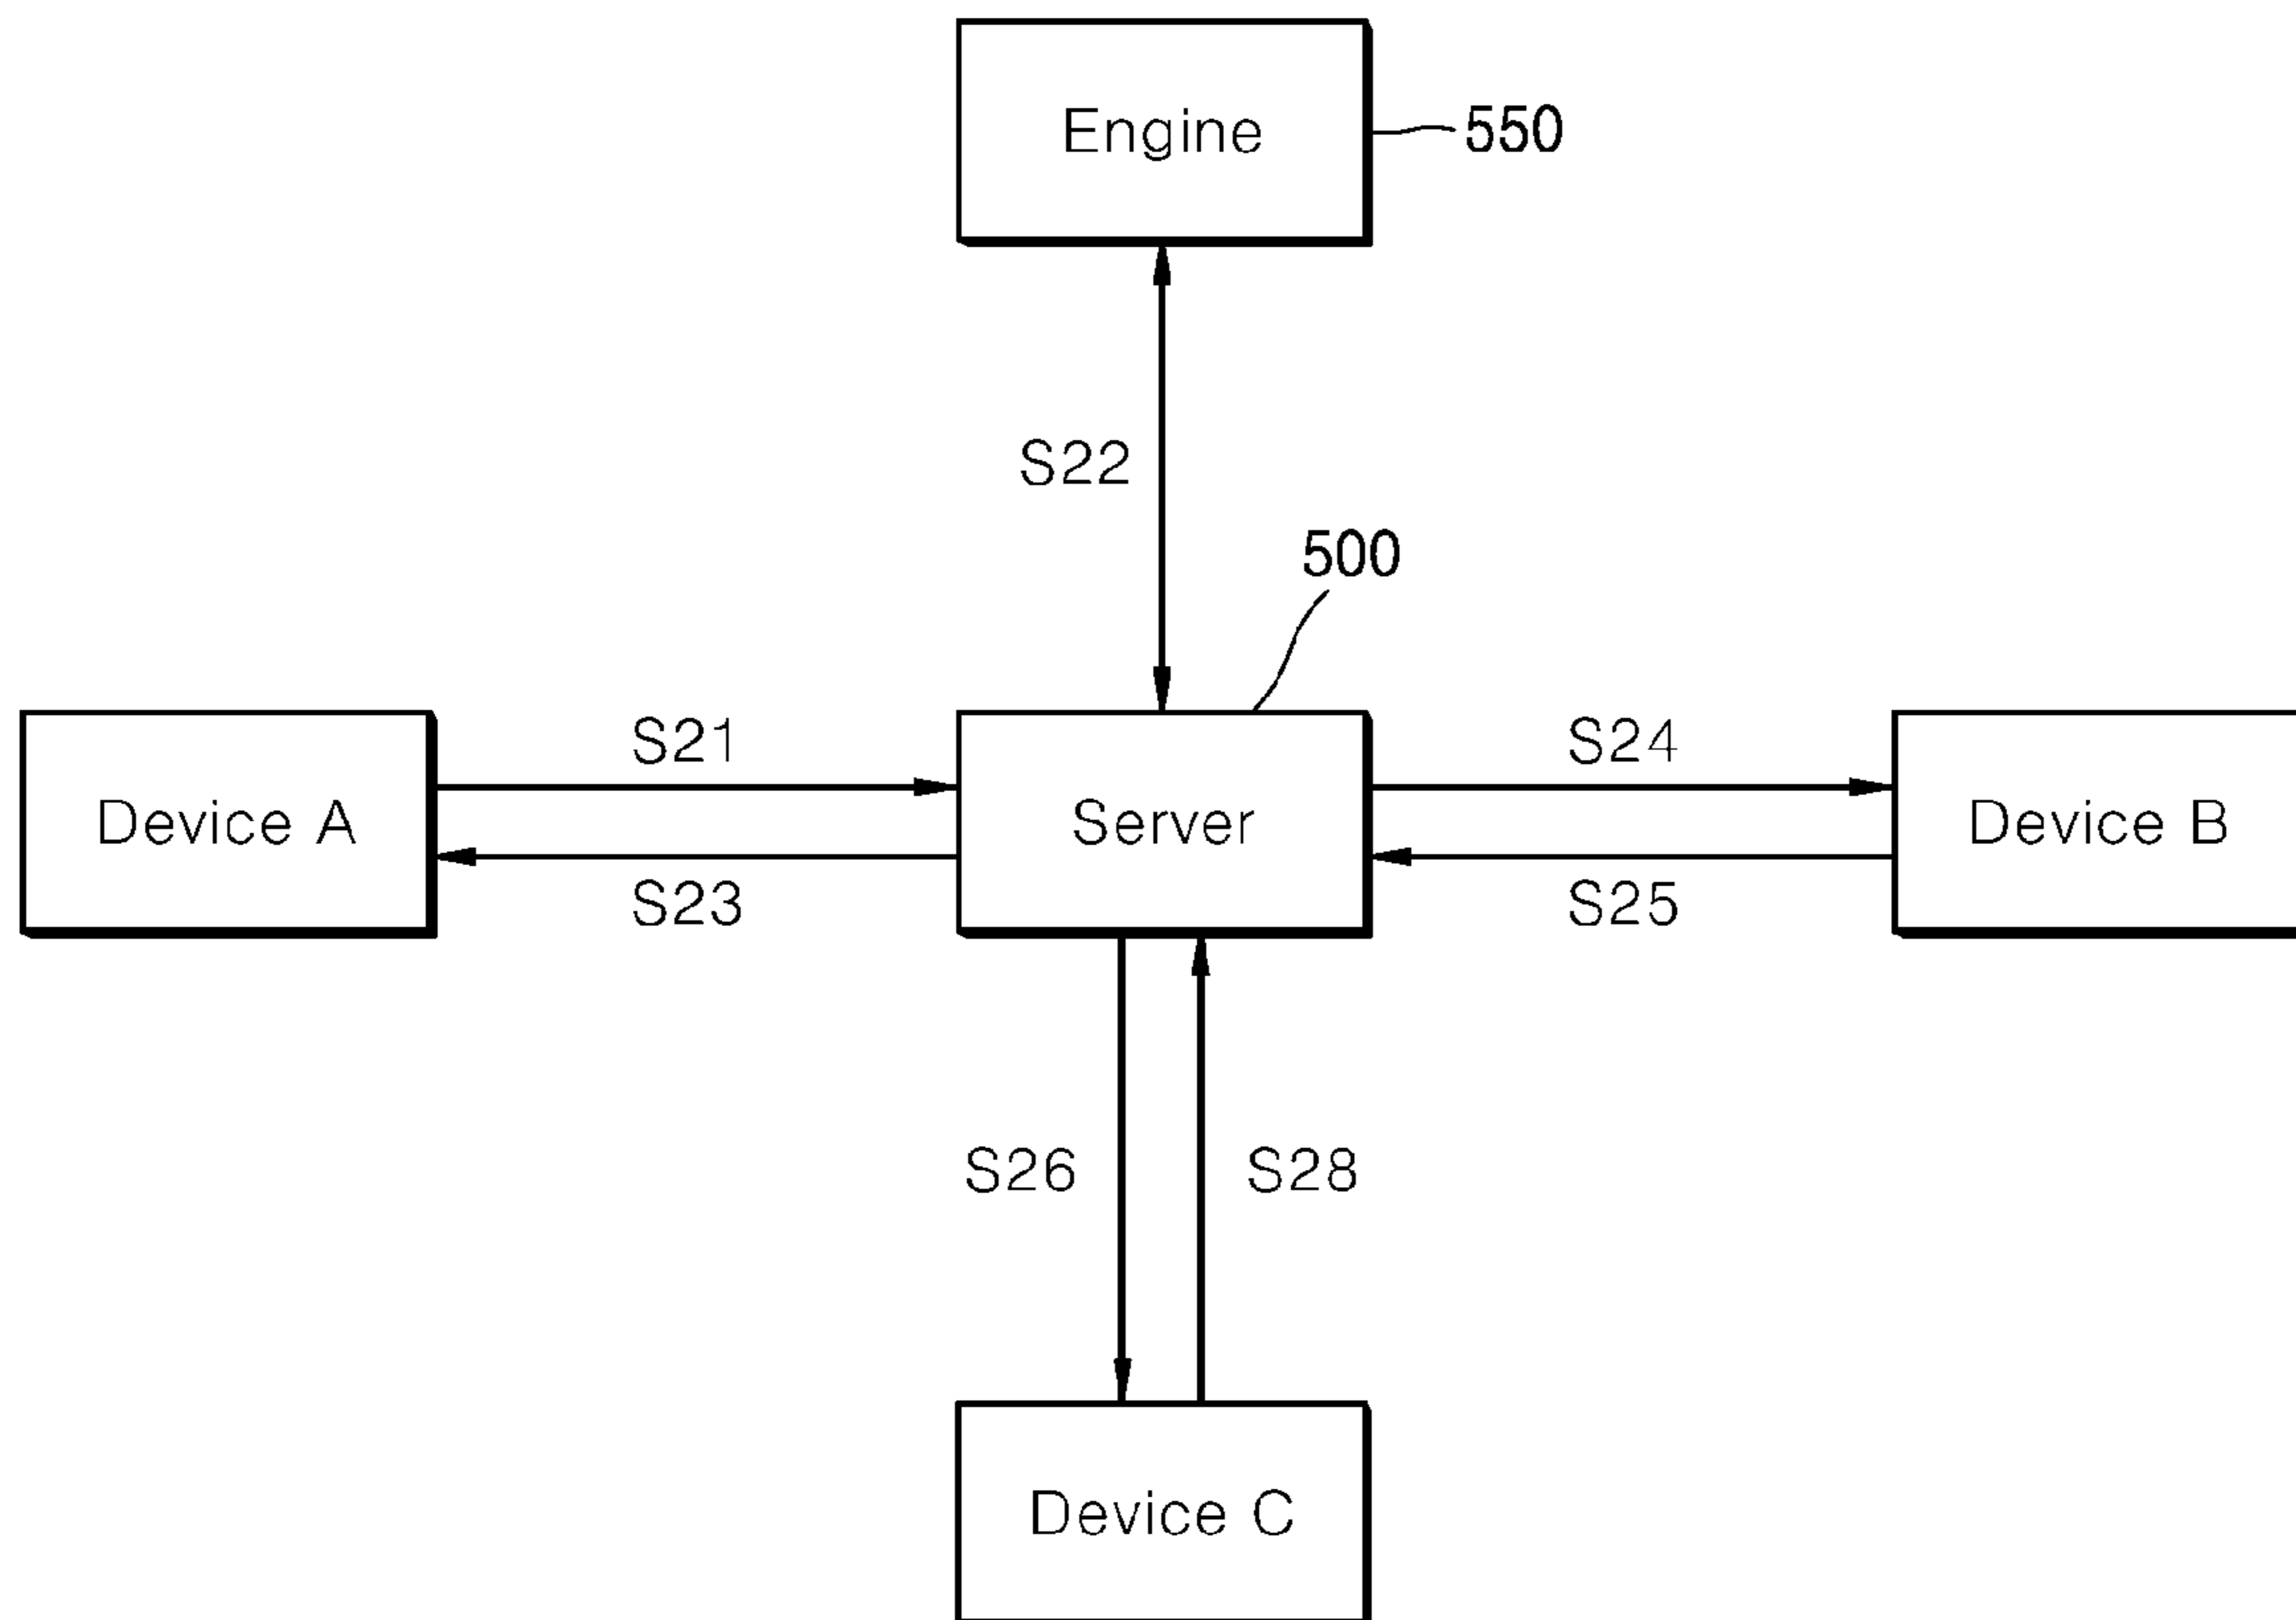 Engine
550
S22
500
S21
S24
Device A
Server
Device B
S23
S25
S26
S28
Device C